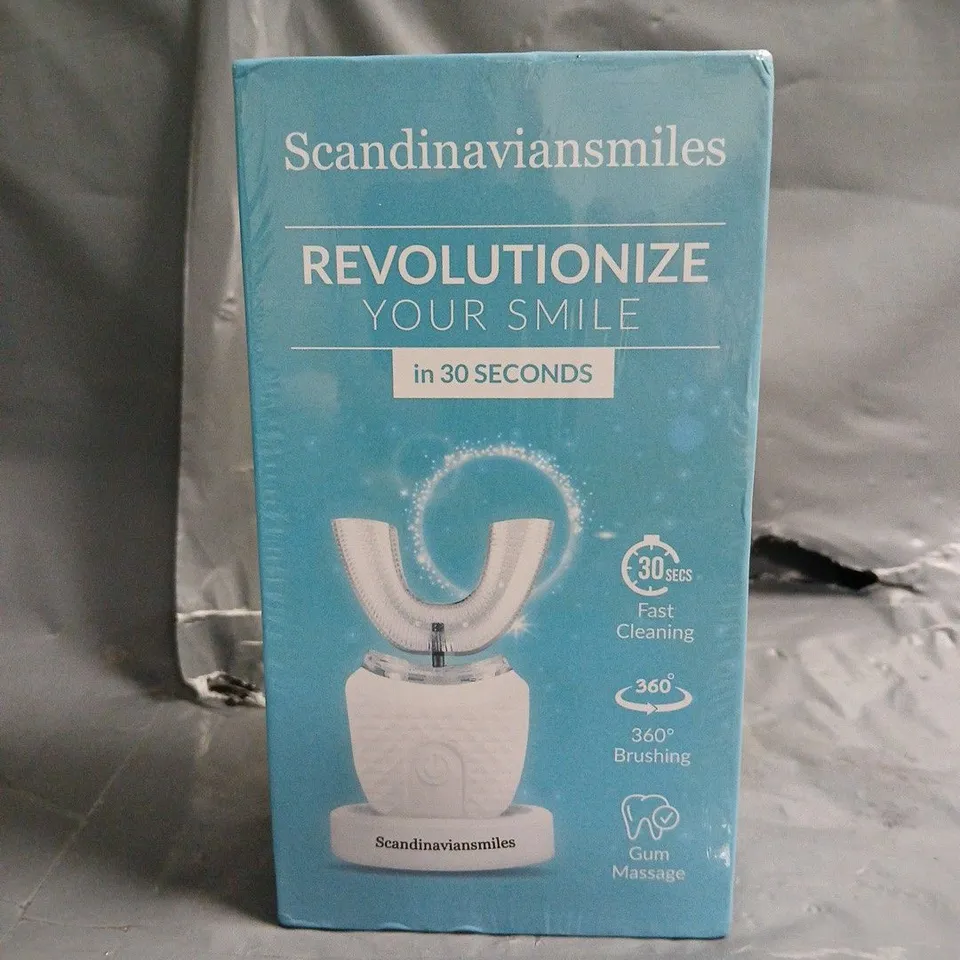 Scandinaviansmiles
REVOLUTIONIZE
YOUR SMILE
in 30 SECONDS
30 SECS
Fast
Cleaning
360°
360°
Brushing
Gum
Massage
Scandinaviansmiles